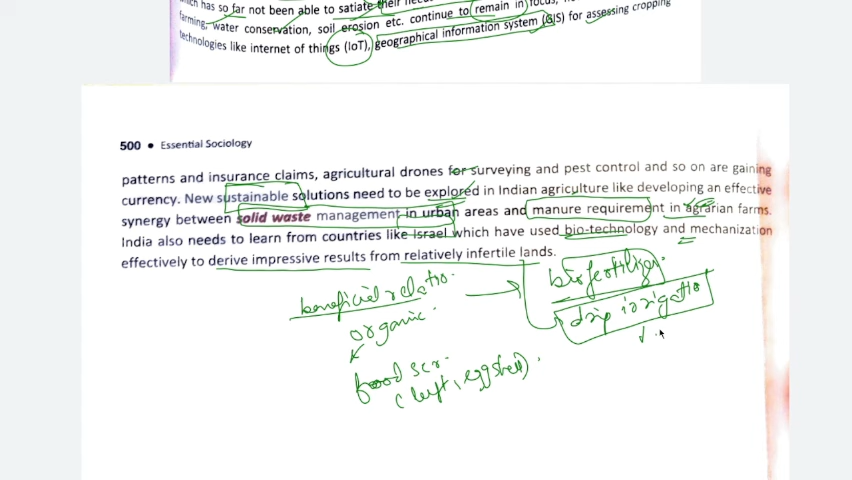 which has so far not been able to satiate their
farming, water conservation, soil erosion etc. continue to remain in focus,
technologies like internet of things (IoT), geographical information system (GIS) for assessing cropping
500 • Essential Sociology
patterns and insurance claims, agricultural drones for surveying and pest control and so on are gaining
currency. New sustainable solutions need to be explored in Indian agriculture like developing an effective
synergy between solid waste management in urban areas and manure requirement in agrarian farms.
India also needs to learn from countries like Israel which have used bio-technology and mechanization
effectively to derive impressive results from relatively infertile lands.
biofertilizer.
beneficial relatio.
drip irrigatio
organic.
food scr.
(left, eggshell).